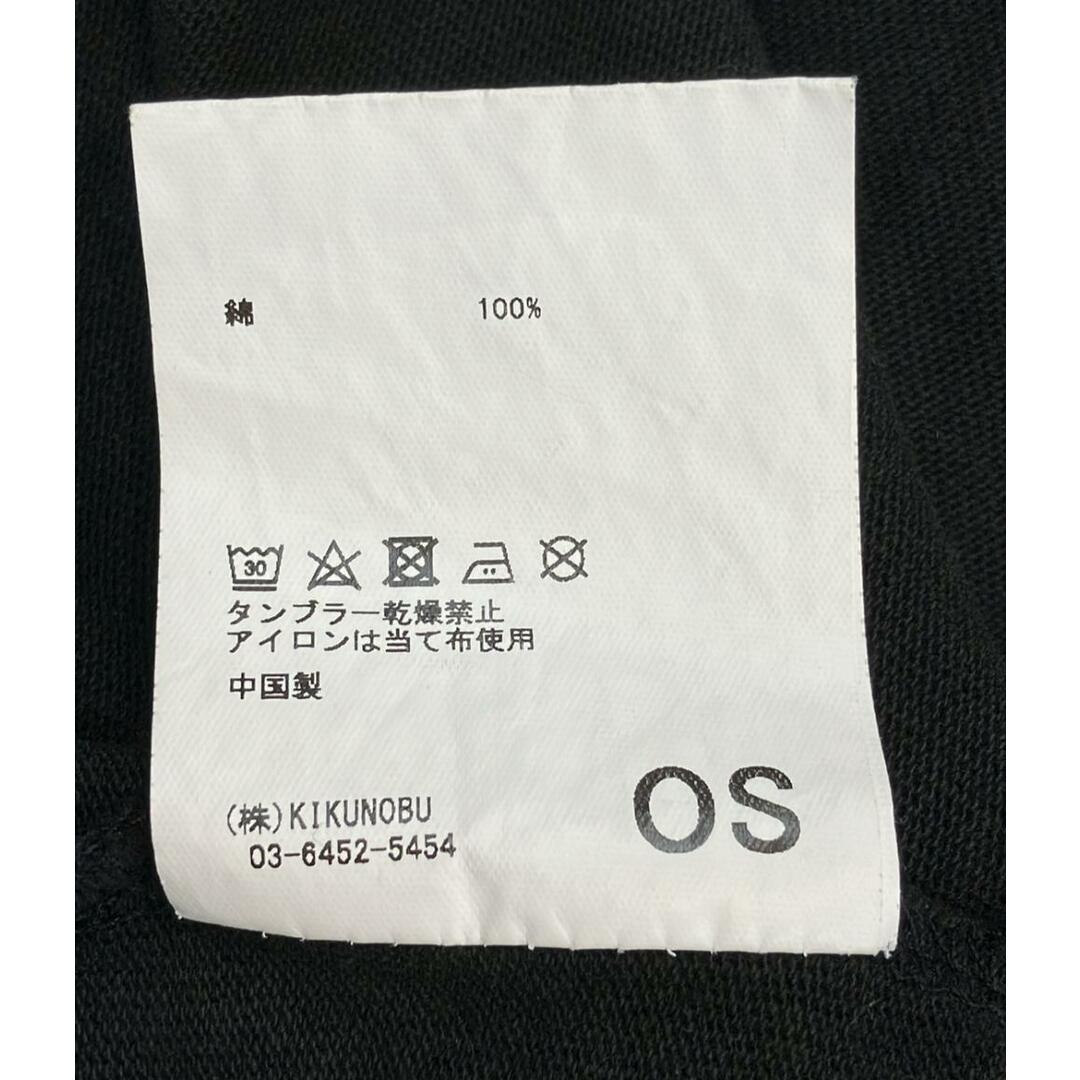 綿 100%
30
タンブラー乾燥禁止
アイロンは当て布使用
中国製
(株)KIKUNOBU
03-6452-5454
OS